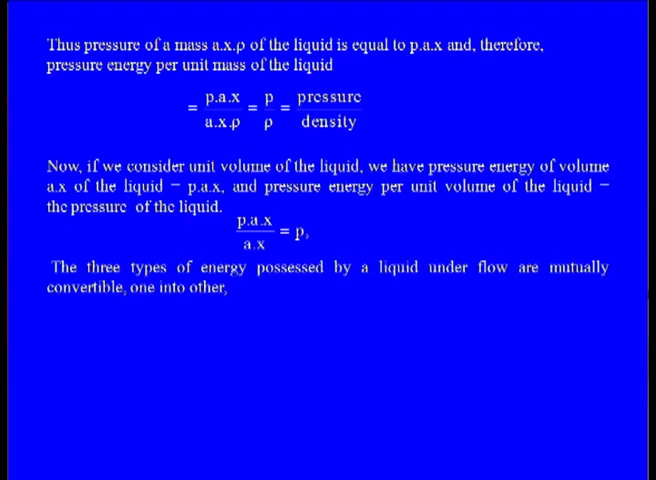 Thus pressure of a mass a.x.ρ of the liquid is equal to p.a.x and, therefore,
pressure energy per unit mass of the liquid
= p.a.x / a.x.ρ = p / ρ = pressure / density
Now, if we consider unit volume of the liquid, we have pressure energy of volume
a.x of the liquid = p.a.x, and pressure energy per unit volume of the liquid =
the pressure of the liquid.
p.a.x / a.x = p,
The three types of energy possessed by a liquid under flow are mutually
convertible, one into other,